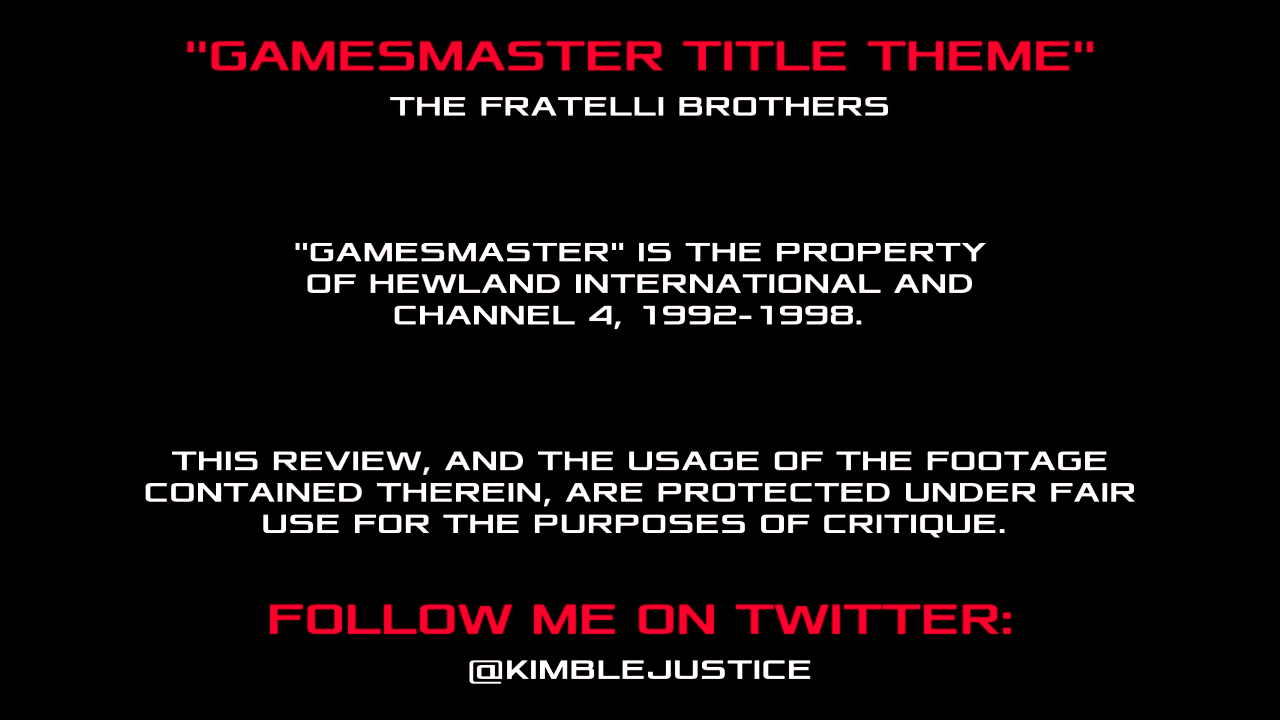 "GAMESMASTER TITLE THEME"
THE FRATELLI BROTHERS
"GAMESMASTER" IS THE PROPERTY
OF HEWLAND INTERNATIONAL AND
CHANNEL 4, 1992-1998.
THIS REVIEW, AND THE USAGE OF THE FOOTAGE
CONTAINED THEREIN, ARE PROTECTED UNDER FAIR
USE FOR THE PURPOSES OF CRITIQUE.
FOLLOW ME ON TWITTER:
@KIMBLEJUSTICE